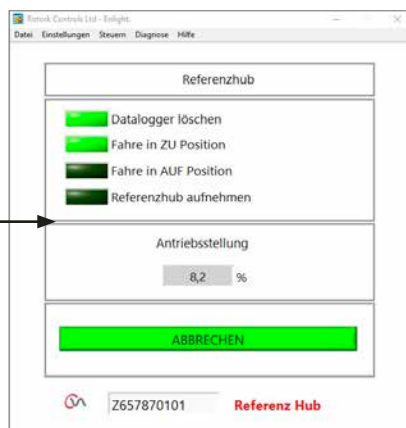 Rotork Controls Ltd - Enlight.
Datei Einstellungen Steuern Diagnose Hilfe
Referenzhub
Datalogger löschen
Fahre in ZU Position
Fahre in AUF Position
Referenzhub aufnehmen
Antriebsstellung
8,2 %
ABBRECHEN
Z657870101 Referenz Hub